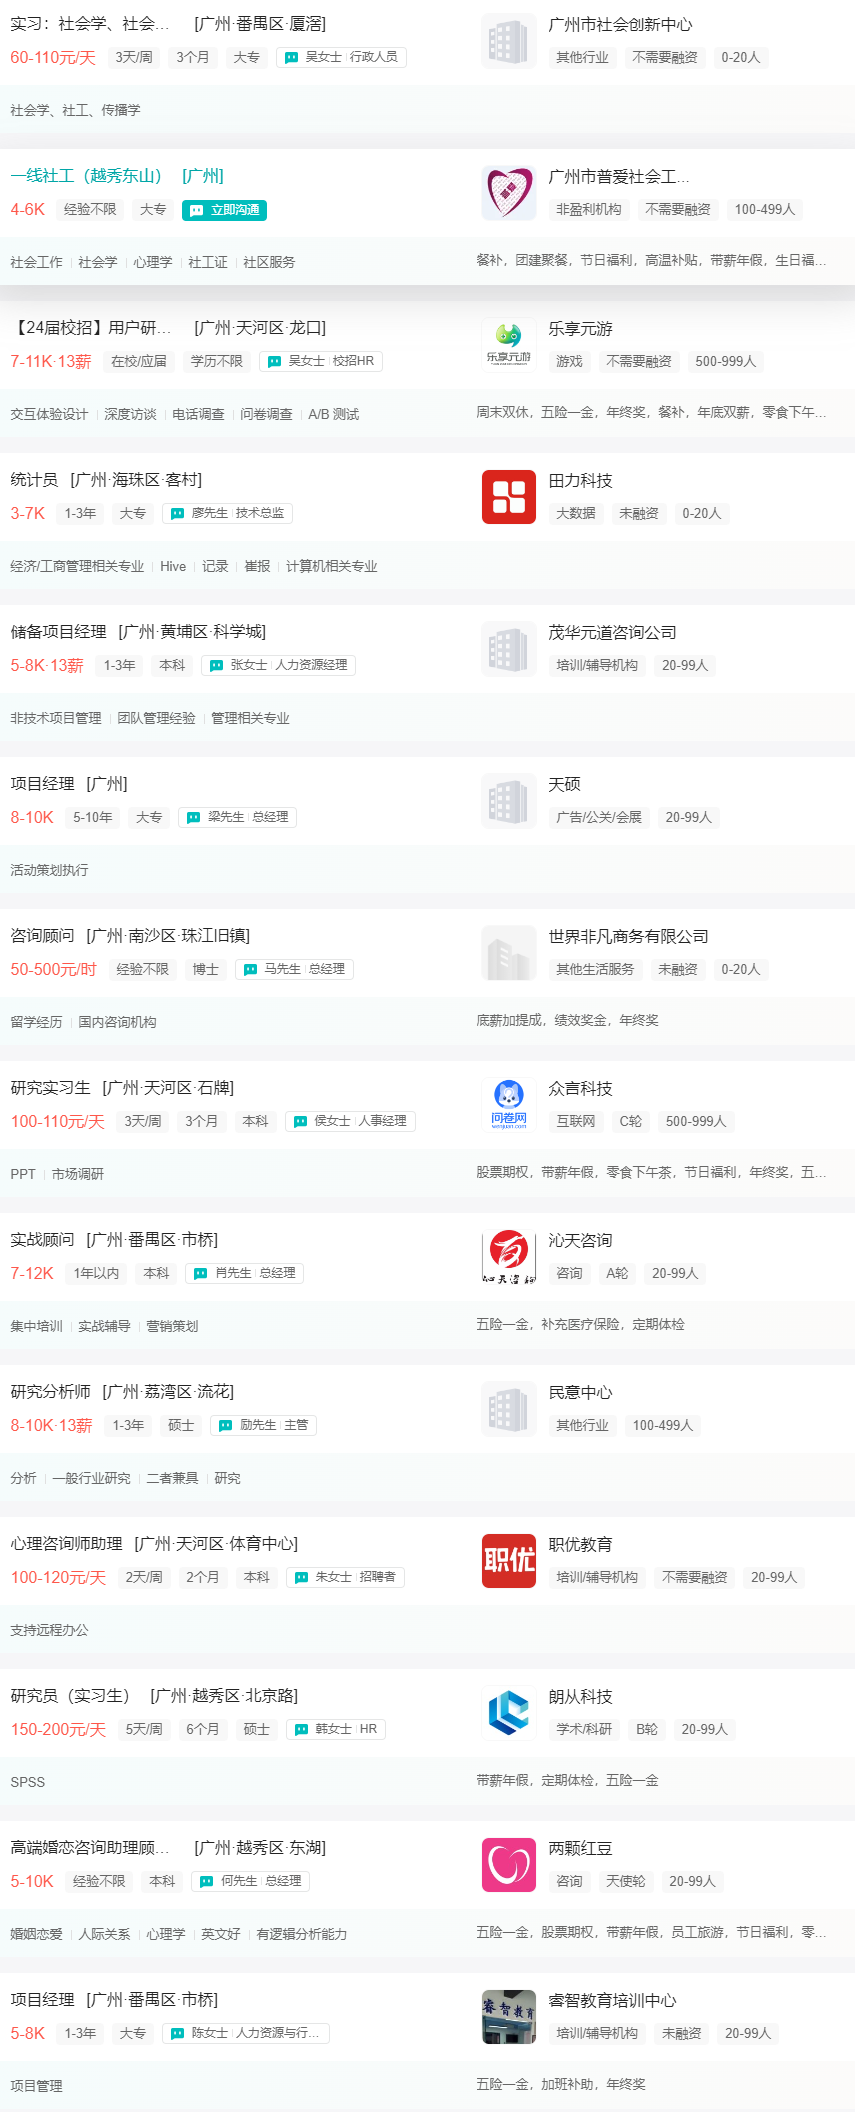 实习：社会学、社会... [广州·番禺区·厦滘]
广州市社会创新中心
60-110元/天 3天/周 3个月 大专 吴女士 行政人员
其他行业 不需要融资 0-20人
社会学、社工、传播学
一线社工（越秀东山） [广州]
广州市普爱社会工...
4-6K 经验不限 大专 立即沟通
非盈利机构 不需要融资 100-499人
社会工作 社会学 心理学 社工证 社区服务
餐补，团建聚餐，节日福利，高温补贴，带薪年假，生日福...
【24届校招】用户研... [广州·天河区·龙口]
乐享元游
7-11K·13薪 在校/应届 学历不限 吴女士 校招HR
乐享元游
游戏 不需要融资 500-999人
交互体验设计 深度访谈 电话调查 问卷调查 A/B 测试
周末双休，五险一金，年终奖，餐补，年底双薪，零食下午...
统计员 [广州·海珠区·客村]
田力科技
3-7K 1-3年 大专 廖先生 技术总监
大数据 未融资 0-20人
经济/工商管理相关专业 Hive 记录 崔报 计算机相关专业
储备项目经理 [广州·黄埔区·科学城]
茂华元道咨询公司
5-8K·13薪 1-3年 本科 张女士 人力资源经理
培训/辅导机构 20-99人
非技术项目管理 团队管理经验 管理相关专业
项目经理 [广州]
天硕
8-10K 5-10年 大专 梁先生 总经理
广告/公关/会展 20-99人
活动策划执行
咨询顾问 [广州·南沙区·珠江旧镇]
世界非凡商务有限公司
50-500元/时 经验不限 博士 马先生 总经理
其他生活服务 未融资 0-20人
留学经历 国内咨询机构
底薪加提成，绩效奖金，年终奖
研究实习生 [广州·天河区·石牌]
众言科技
100-110元/天 3天/周 3个月 本科 侯女士 人事经理
问卷网
wenjuan.com
互联网 C轮 500-999人
PPT 市场调研
股票期权，带薪年假，零食下午茶，节日福利，年终奖，五...
实战顾问 [广州·番禺区·市桥]
沁天咨询
7-12K 1年以内 本科 肖先生 总经理
沁天咨询
咨询 A轮 20-99人
集中培训 实战辅导 营销策划
五险一金，补充医疗保险，定期体检
研究分析师 [广州·荔湾区·流花]
民意中心
8-10K·13薪 1-3年 硕士 励先生 主管
其他行业 100-499人
分析 一般行业研究 二者兼具 研究
心理咨询师助理 [广州·天河区·体育中心]
职优
职优教育
100-120元/天 2天/周 2个月 本科 朱女士 招聘者
培训/辅导机构 不需要融资 20-99人
支持远程办公
研究员（实习生） [广州·越秀区·北京路]
朗从科技
150-200元/天 5天/周 6个月 硕士 韩女士 HR
学术/科研 B轮 20-99人
SPSS
带薪年假，定期体检，五险一金
高端婚恋咨询助理顾... [广州·越秀区·东湖]
两颗红豆
5-10K 经验不限 本科 何先生 总经理
咨询 天使轮 20-99人
婚姻恋爱 人际关系 心理学 英文好 有逻辑分析能力
五险一金，股票期权，带薪年假，员工旅游，节日福利，零...
项目经理 [广州·番禺区·市桥]
睿智教育
睿智教育培训中心
5-8K 1-3年 大专 陈女士 人力资源与行...
培训/辅导机构 未融资 20-99人
项目管理
五险一金，加班补助，年终奖